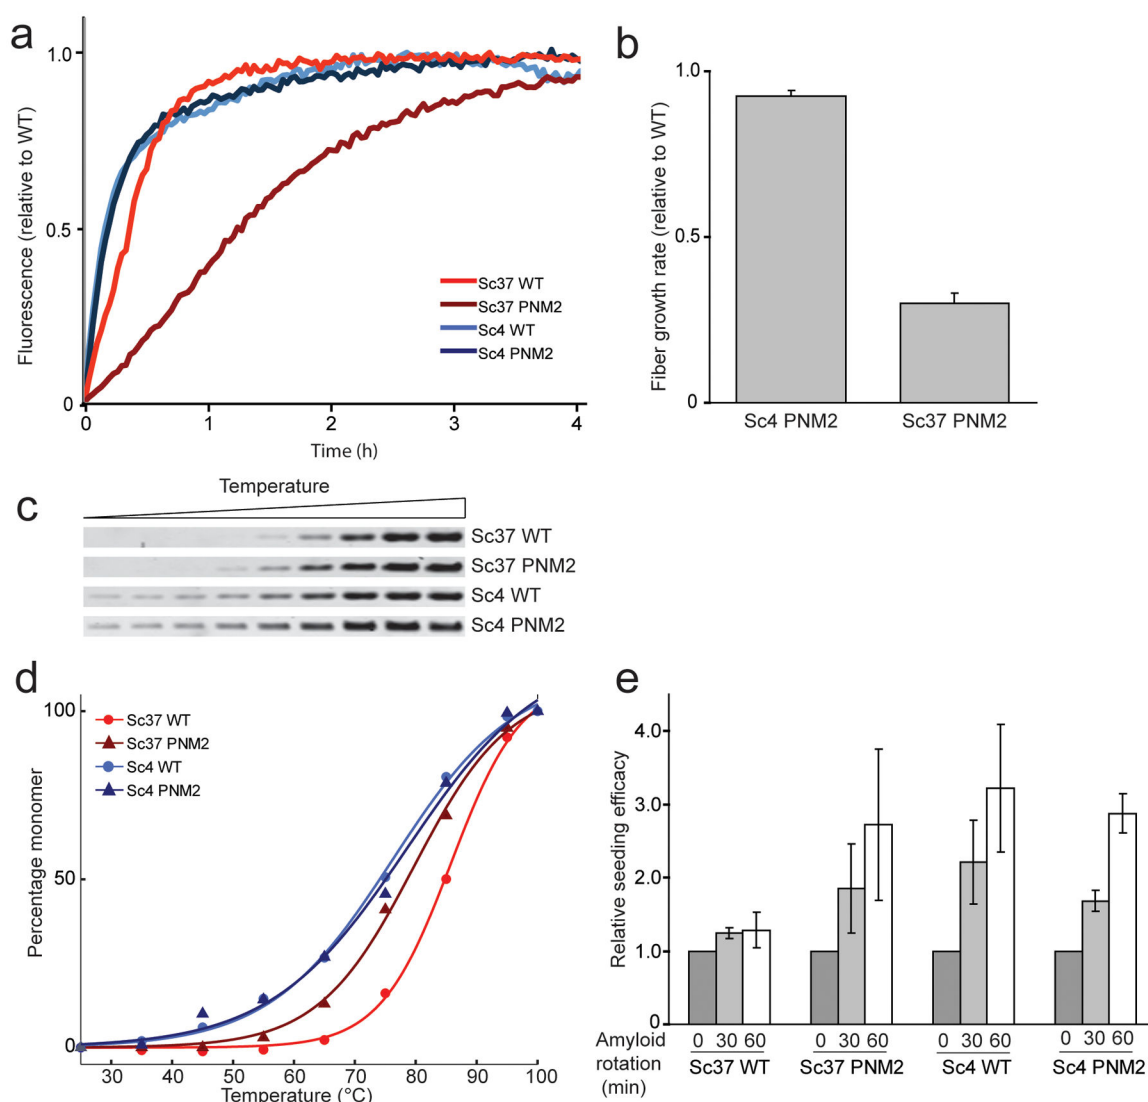 a
Fluorescence (relative to WT)
1.0
0.5
0
0
1
2
3
4
Time (h)
Sc37 WT
Sc37 PNM2
Sc4 WT
Sc4 PNM2
b
Fiber growth rate (relative to WT)
1.0
0.5
0
Sc4 PNM2
Sc37 PNM2
c
Temperature
Sc37 WT
Sc37 PNM2
Sc4 WT
Sc4 PNM2
d
Percentage monomer
100
50
0
Sc37 WT
Sc37 PNM2
Sc4 WT
Sc4 PNM2
30 40 50 60 70 80 90 100
Temperature (°C)
e
Relative seeding efficacy
4.0
3.0
2.0
1.0
0
Amyloid
rotation
(min)
0 30 60
0 30 60
0 30 60
0 30 60
Sc37 WT
Sc37 PNM2
Sc4 WT
Sc4 PNM2